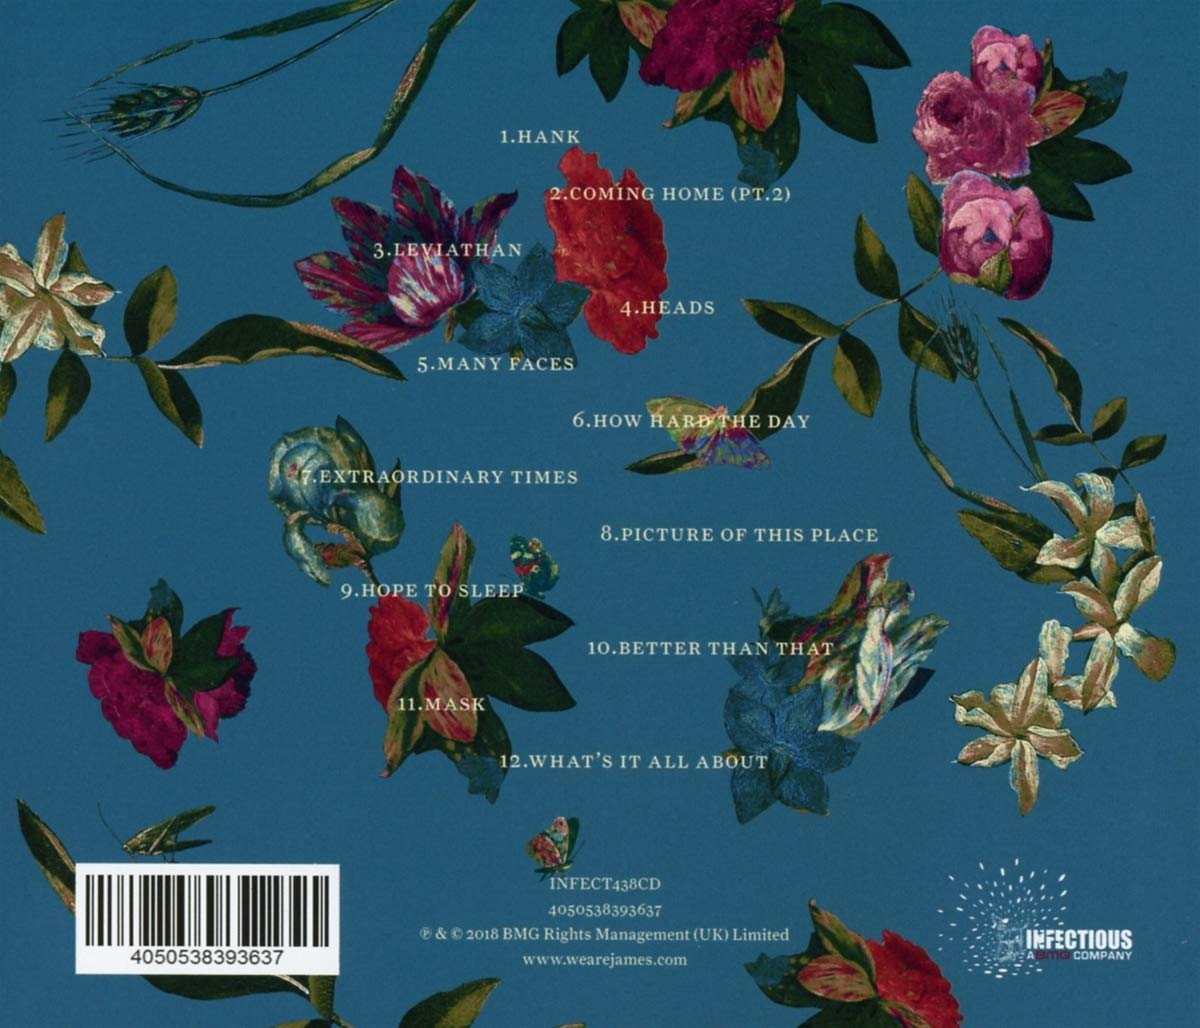 1.HANK
2.COMING HOME (PT.2)
3.LEVIATHAN
4.HEADS
5.MANY FACES
6.HOW HARD THE DAY
7.EXTRAORDINARY TIMES
8.PICTURE OF THIS PLACE
9.HOPE TO SLEEP
10.BETTER THAN THAT
11.MASK
12.WHAT'S IT ALL ABOUT
INFECT438CD
4050538393637
℗ & © 2018 BMG Rights Management (UK) Limited
www.wearejames.com
4050538393637
INFECTIOUS
A BMG COMPANY